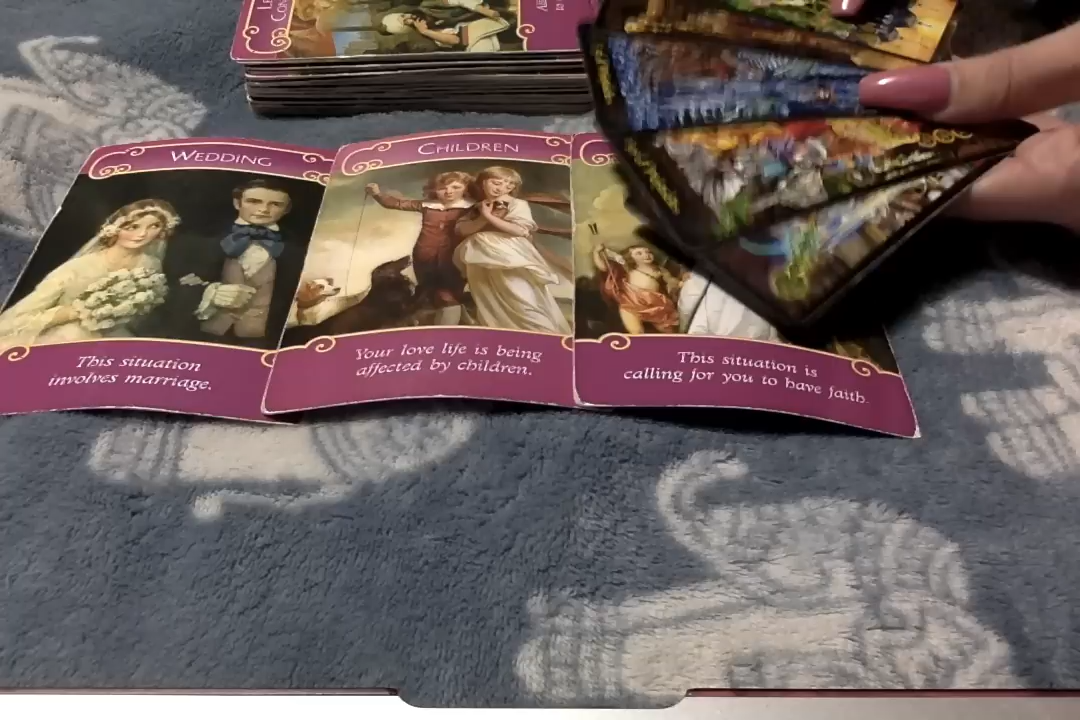 WEDDING
CHILDREN
This situation
involves marriage.
Your love life is being
affected by children.
This situation is
calling for you to have faith.